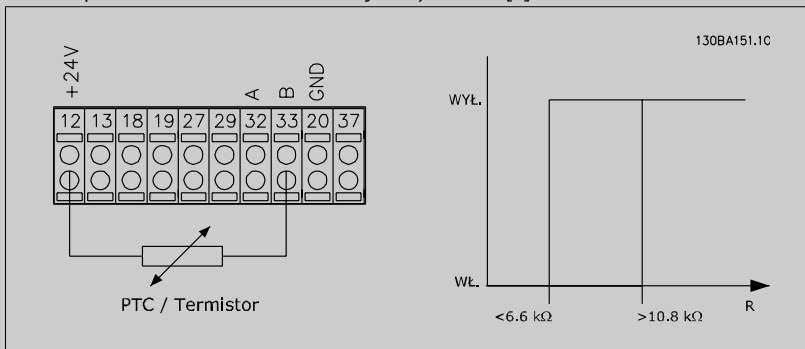 130BA151.10
+24V
A
B
GND
12 13 18 19 27 29 32 33 20 37
PTC / Termistor
WYŁ.
WŁ.
<6.6 kΩ
>10.8 kΩ
R